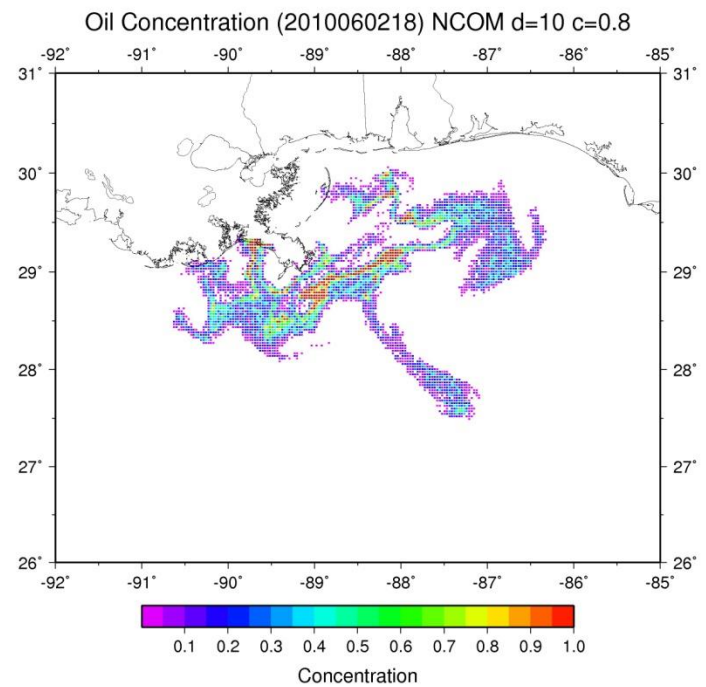 Oil Concentration (2010060218) NCOM d=10 c=0.8
-92 -91 -90 -89 -88 -87 -86 -85
31˚ 31˚
30˚ 30˚
29˚ 29˚
28˚ 28˚
27˚ 27˚
26˚ 26˚
-92 -91 -90 -89 -88 -87 -86 -85
0.1 0.2 0.3 0.4 0.5 0.6 0.7 0.8 0.9 1.0
Concentration